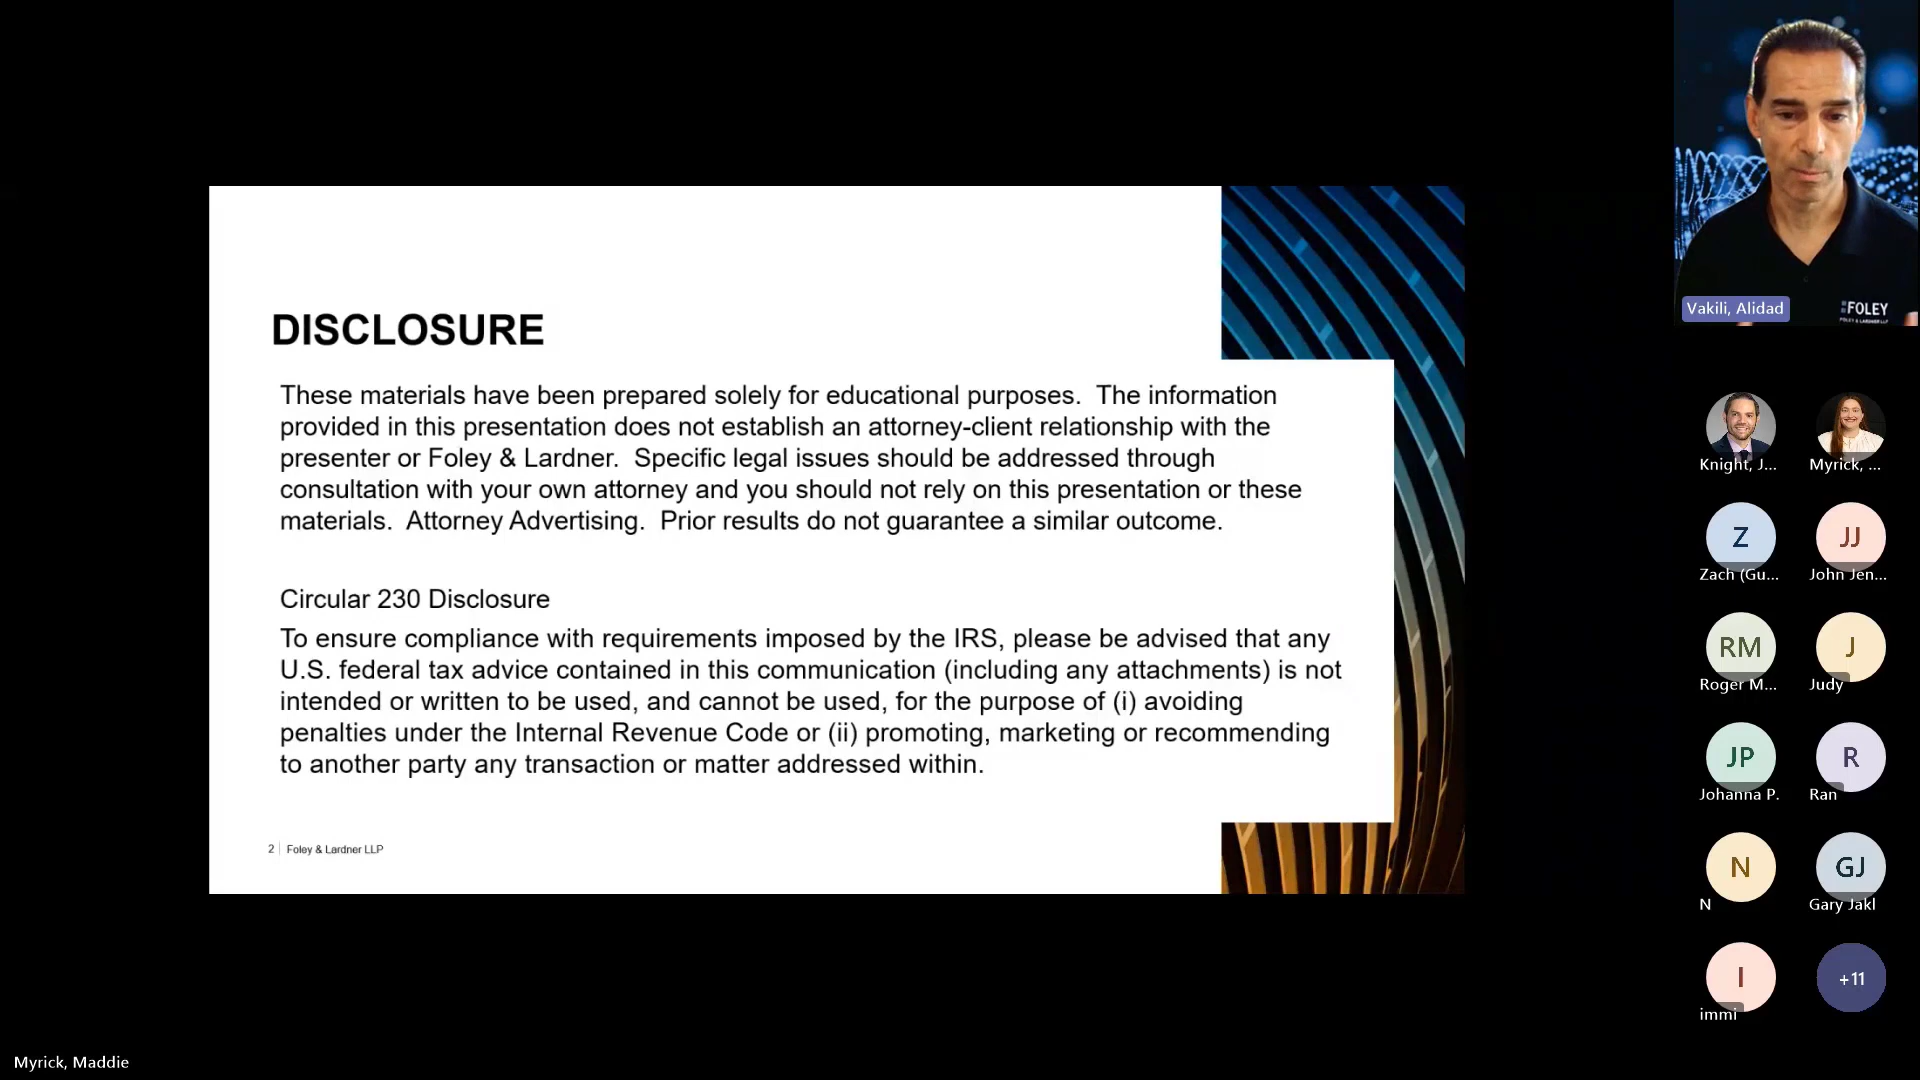 DISCLOSURE
These materials have been prepared solely for educational purposes.  The information
provided in this presentation does not establish an attorney-client relationship with the
presenter or Foley & Lardner.  Specific legal issues should be addressed through
consultation with your own attorney and you should not rely on this presentation or these
materials.  Attorney Advertising.  Prior results do not guarantee a similar outcome.
Circular 230 Disclosure
To ensure compliance with requirements imposed by the IRS, please be advised that any
U.S. federal tax advice contained in this communication (including any attachments) is not
intended or written to be used, and cannot be used, for the purpose of (i) avoiding
penalties under the Internal Revenue Code or (ii) promoting, marketing or recommending
to another party any transaction or matter addressed within.
2 | Foley & Lardner LLP
Vakili, Alidad
FOLEY
FOLEY & LARDNER LLP
Knight, J...
Myrick, ...
Z
JJ
Zach (Gu...
John Jen...
RM
J
Roger M...
Judy
JP
R
Johanna P.
Ran
N
GJ
N
Gary Jakl
I
+11
immi
Myrick, Maddie